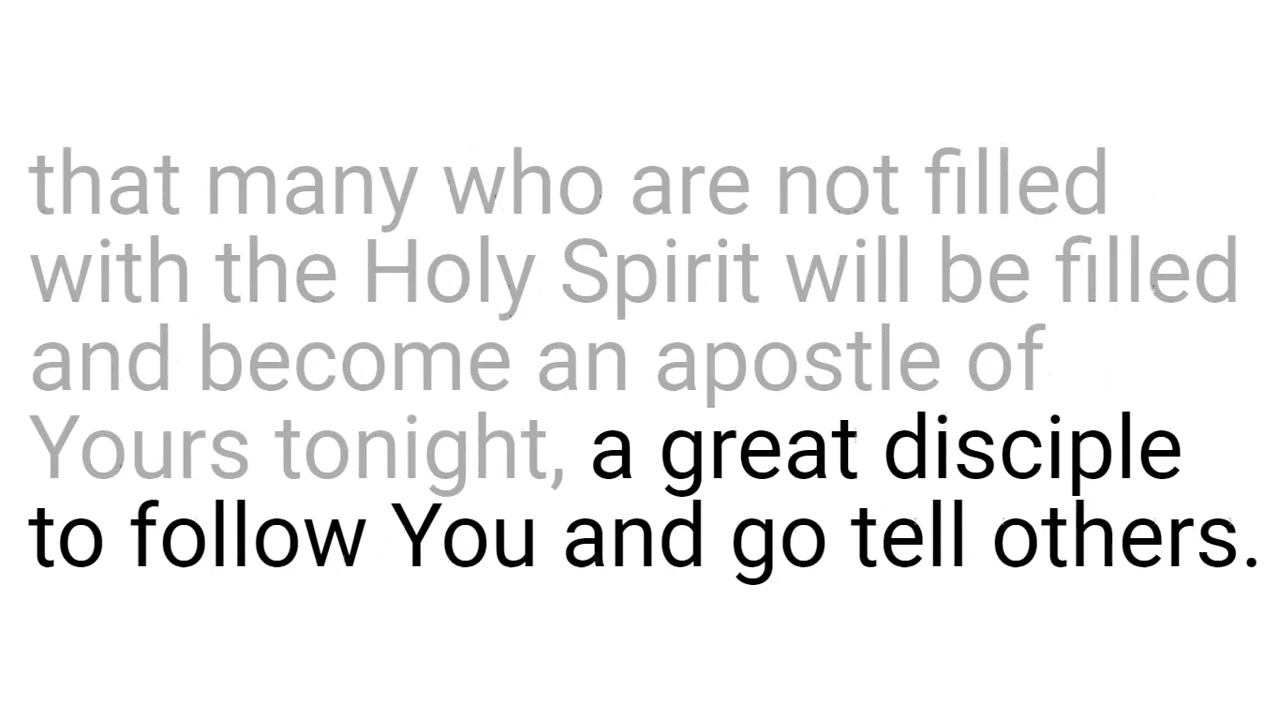 that many who are not filled
with the Holy Spirit will be filled
and become an apostle of
Yours tonight, a great disciple
to follow You and go tell others.